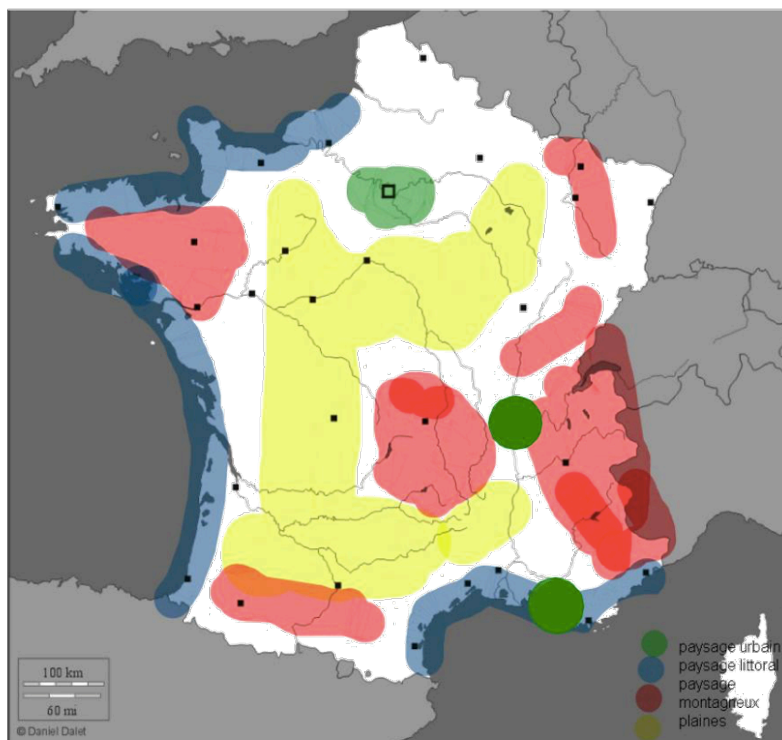 paysage urbain
paysage littoral
paysage
montagneux
plaines
100 km
60 mi
© Daniel Dalet